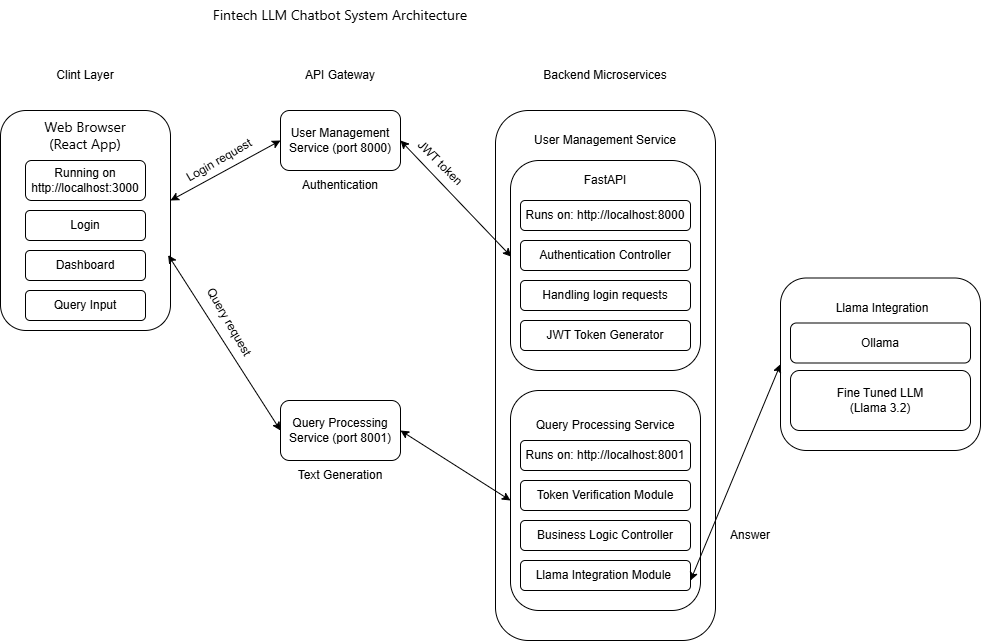 Fintech LLM Chatbot System Architecture
Clint Layer
API Gateway
Backend Microservices
Web Browser
(React App)
Running on
http://localhost:3000
Login
Dashboard
Query Input
Login request
Query request
User Management
Service (port 8000)
Authentication
JWT token
Query Processing
Service (port 8001)
Text Generation
User Management Service
FastAPI
Runs on: http://localhost:8000
Authentication Controller
Handling login requests
JWT Token Generator
Query Processing Service
Runs on: http://localhost:8001
Token Verification Module
Business Logic Controller
Llama Integration Module
Answer
Llama Integration
Ollama
Fine Tuned LLM
(Llama 3.2)